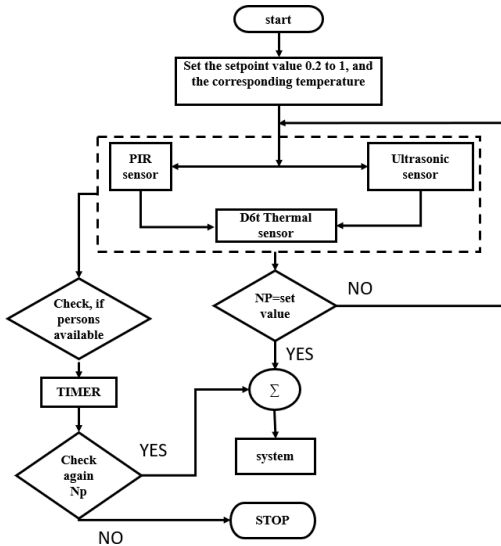 start
Set the setpoint value 0.2 to 1, and
the corresponding temperature
PIR
sensor
Ultrasonic
sensor
D6t Thermal
sensor
Check, if
persons
available
NP=set
value
NO
YES
TIMER
Σ
YES
Check
again
Np
system
STOP
NO